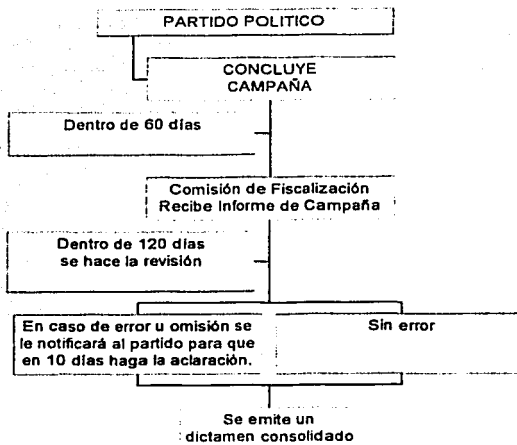 PARTIDO POLITICO
CONCLUYE
CAMPAÑA
Dentro de 60 días
Comisión de Fiscalización
Recibe Informe de Campaña
Dentro de 120 días
se hace la revisión
En caso de error u omisión se
le notificará al partido para que
en 10 días haga la aclaración.
Sin error
Se emite un
dictamen consolidado